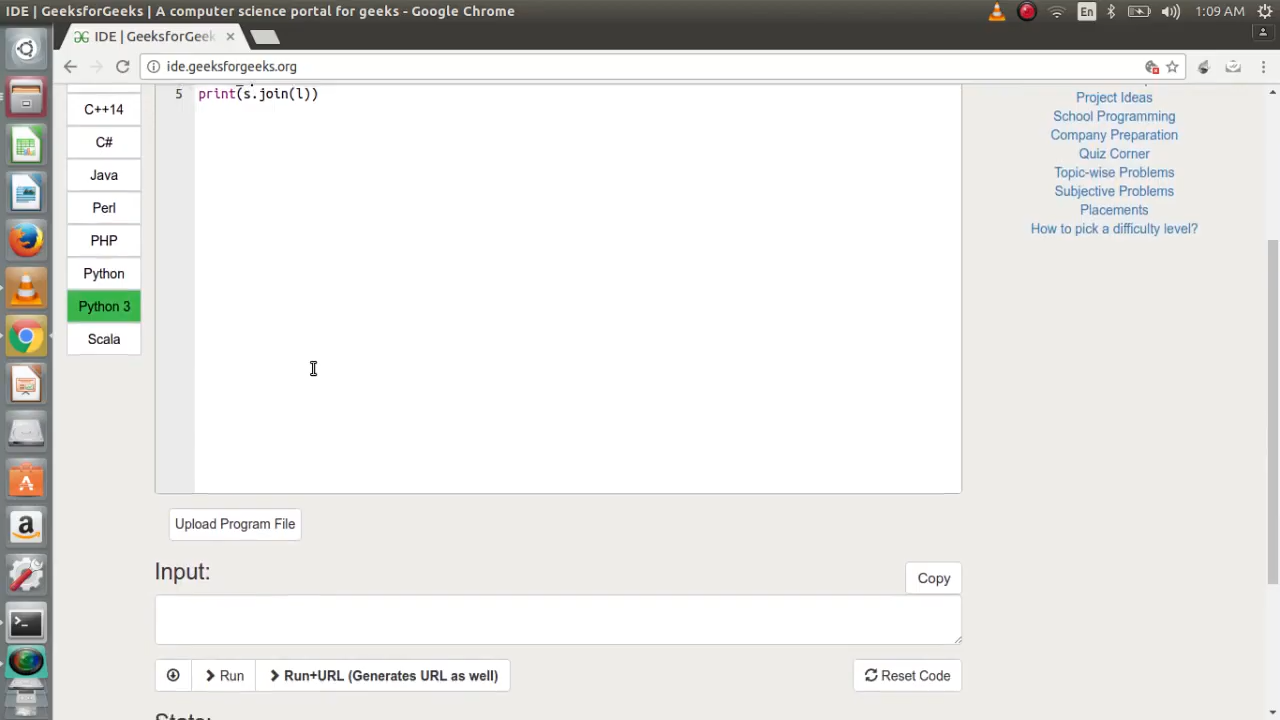 IDE | GeeksforGeeks - A computer science portal for geeks - Google Chrome
En
1:09 AM
IDE | GeeksforGeek
ide.geeksforgeeks.org
5 print(s.join(l))
C++14
C#
Java
Perl
PHP
Python
Python 3
Scala
Project Ideas
School Programming
Company Preparation
Quiz Corner
Topic-wise Problems
Subjective Problems
Placements
How to pick a difficulty level?
Upload Program File
Input:
Copy
Run
Run+URL (Generates URL as well)
Reset Code